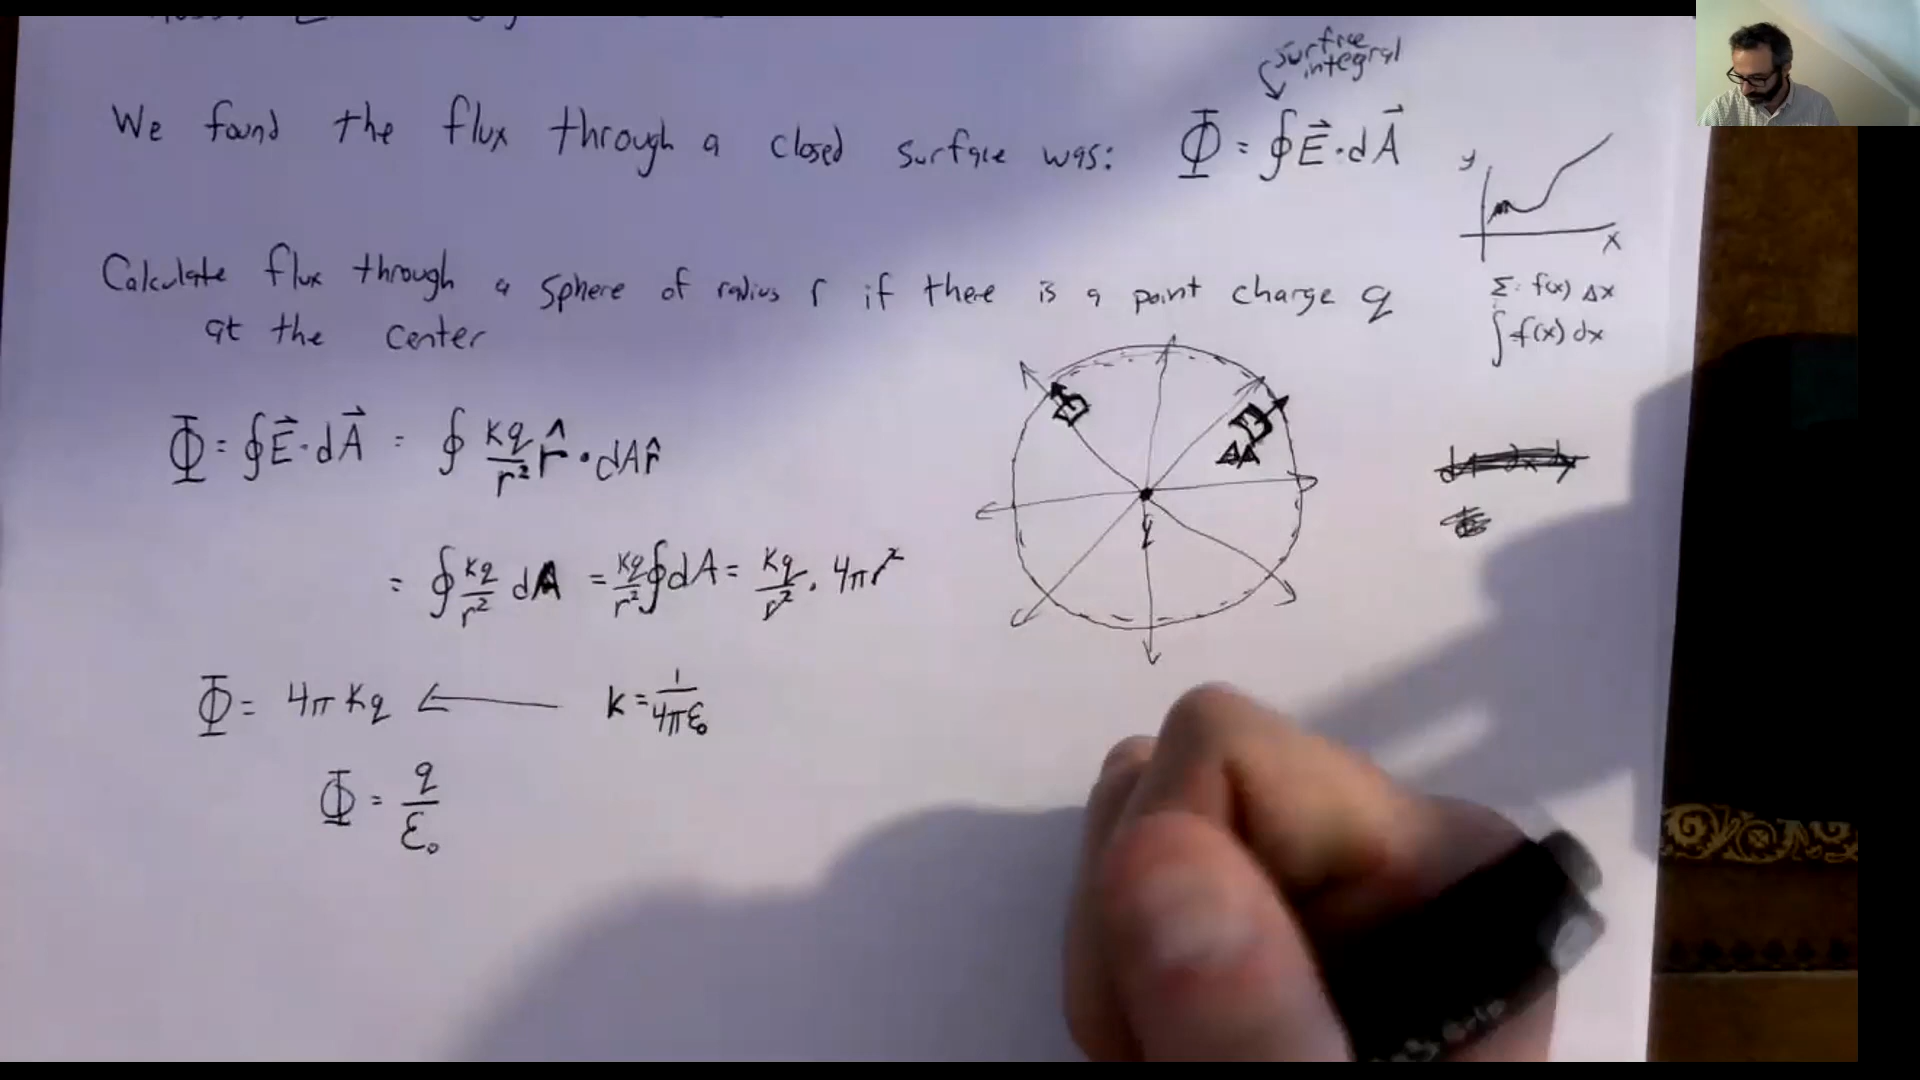 We found the flux through a closed surface was: Φ = ∮E⃗·dA⃗
surface
integral
y
x
Calculate flux through a sphere of radius r if there is a point charge q
at the center
Σᵢ f(x) Δx
∫f(x)dx
Φ = ∮E⃗·dA⃗ = ∮ kq/r² r̂ · dA r̂
ΔA
q
= ∮ kq/r² dA = kq/r² ∮dA = kq/r² · 4πr²
Φ = 4πkq ← k = 1/4πε₀
Φ = q/ε₀